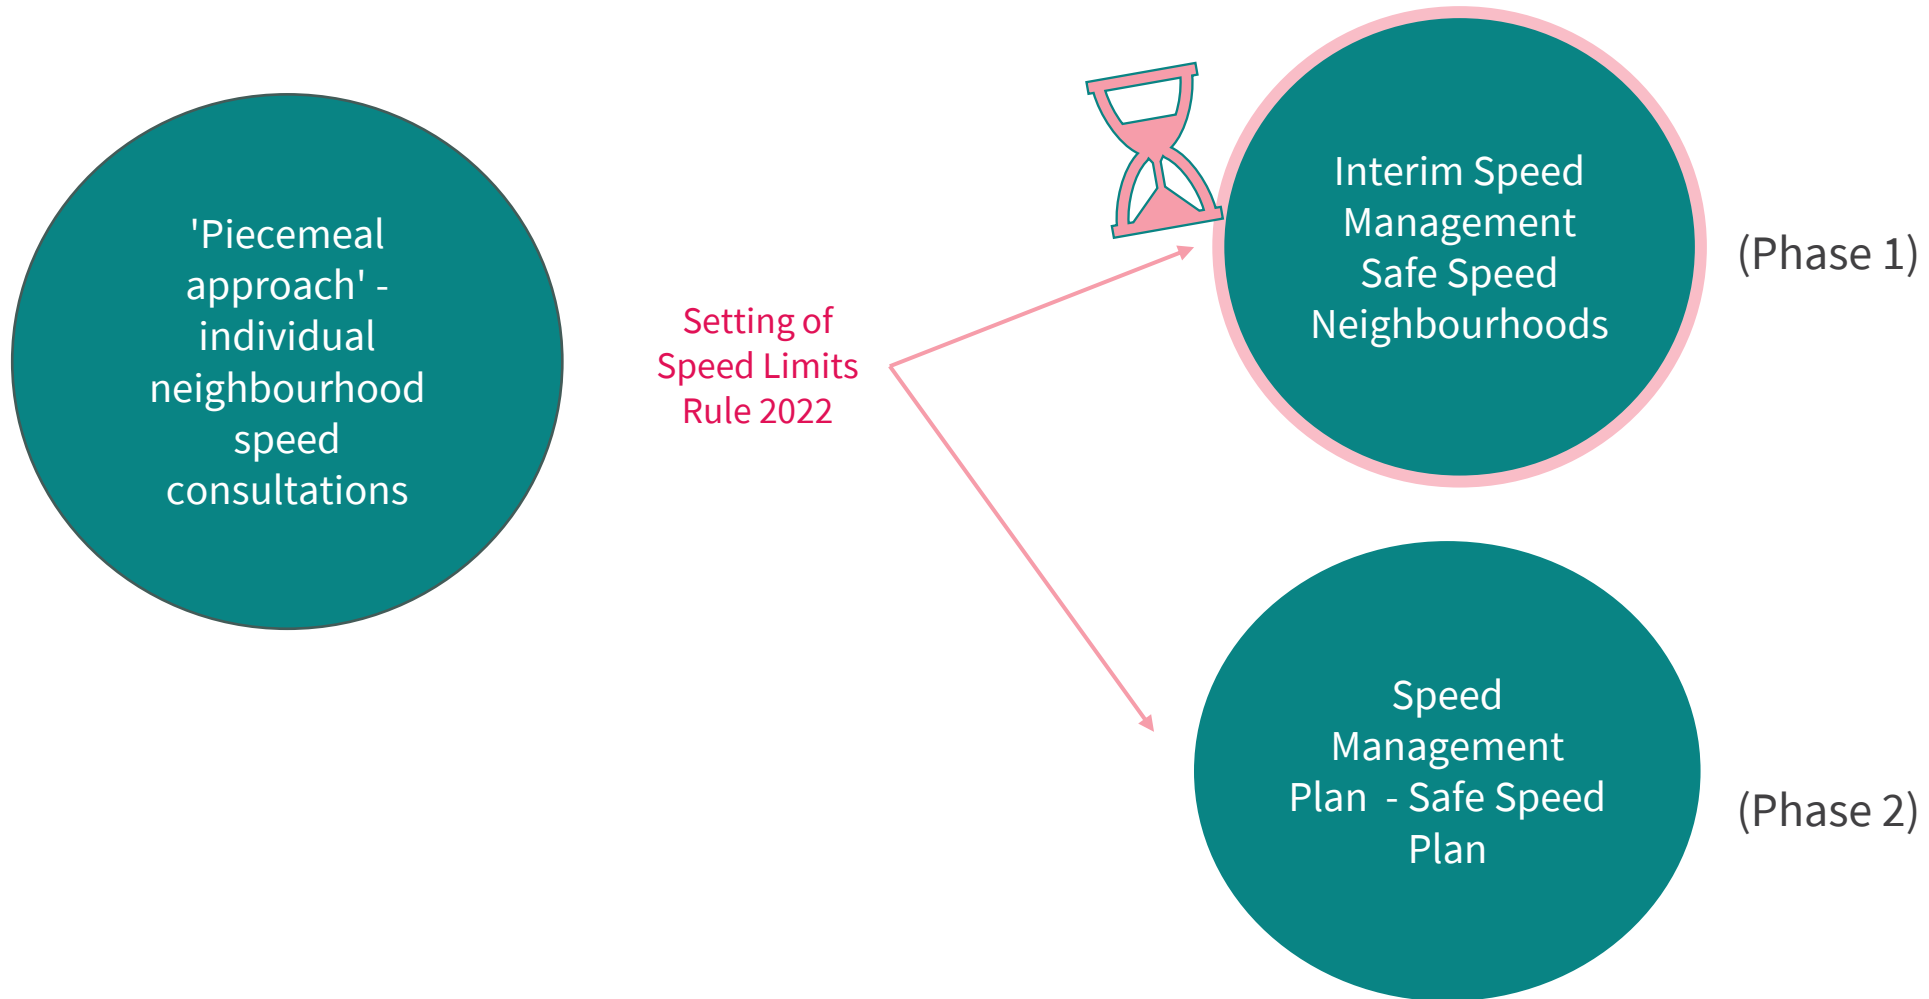 'Piecemeal
approach' -
individual
neighbourhood
speed
consultations
Setting of
Speed Limits
Rule 2022
Interim Speed
Management
Safe Speed
Neighbourhoods
(Phase 1)
Speed
Management
Plan  - Safe Speed
Plan
(Phase 2)